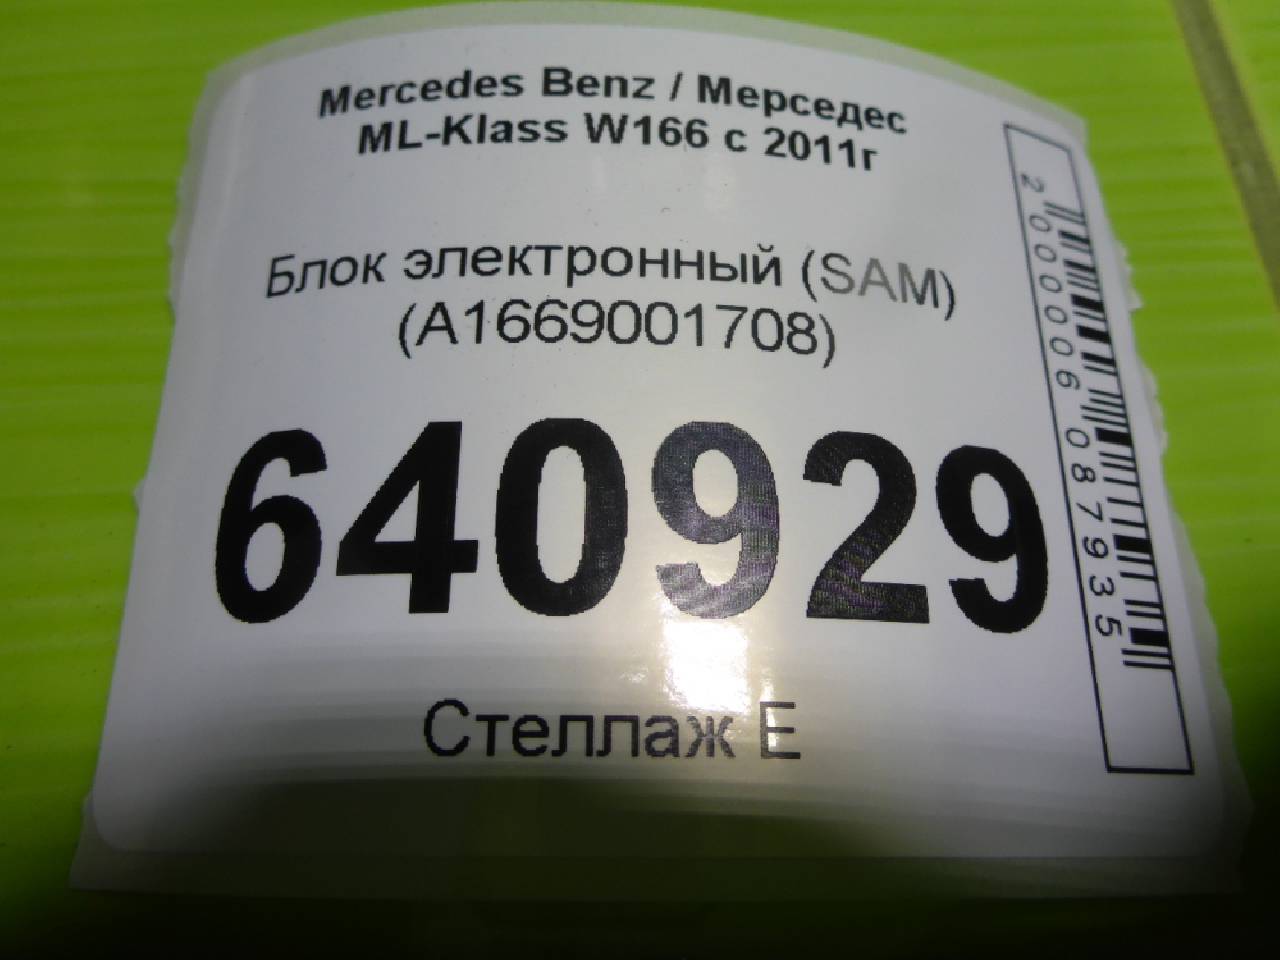 Mercedes Benz / Мерседес
ML-Klass W166 с 2011г
Блок электронный (SAM)
(A1669001708)
640929
Стеллаж E
2000006087935